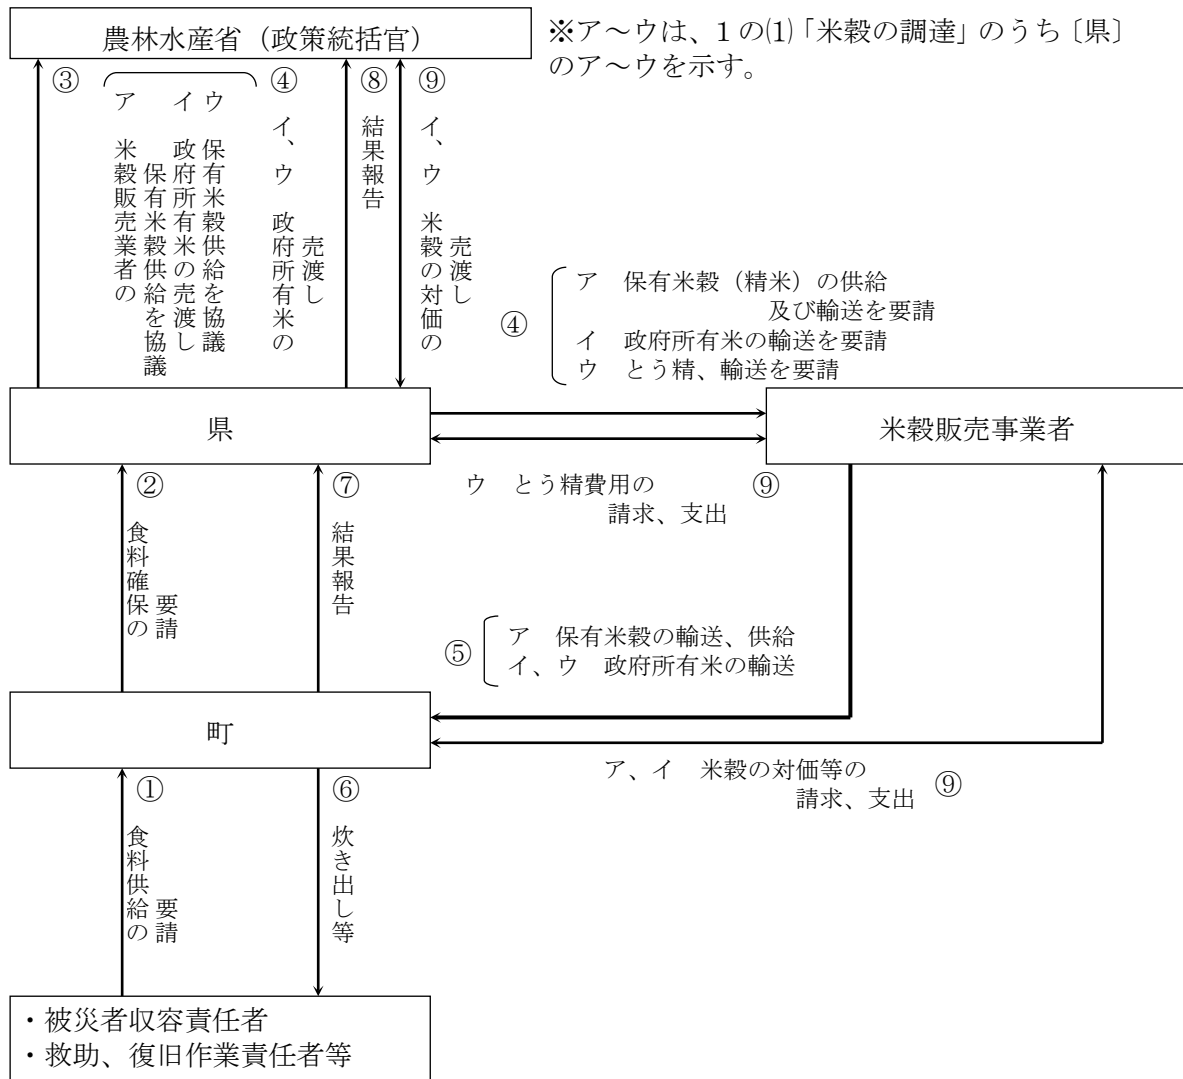 農林水産省（政策統括官）
※ア～ウは、1の⑴「米穀の調達」のうち〔県〕
のア～ウを示す。
③
ア　米穀販売業者の
保有米穀供給を協議
イ　政府所有米の売渡し
ウ　保有米穀供給を協議
④
イ、ウ　政府所有米の
売渡し
⑧
結果報告
⑨
イ、ウ　米穀の対価の
売渡し
④
ア　保有米穀（精米）の供給
及び輸送を要請
イ　政府所有米の輸送を要請
ウ　とう精、輸送を要請
県
米穀販売事業者
ウ　とう精費用の
請求、支出
⑨
②
食料確保の
要請
⑦
結果報告
⑤
ア　保有米穀の輸送、供給
イ、ウ　政府所有米の輸送
町
ア、イ　米穀の対価等の
請求、支出
⑨
①
食料供給の
要請
⑥
炊き出し等
・被災者収容責任者
・救助、復旧作業責任者等